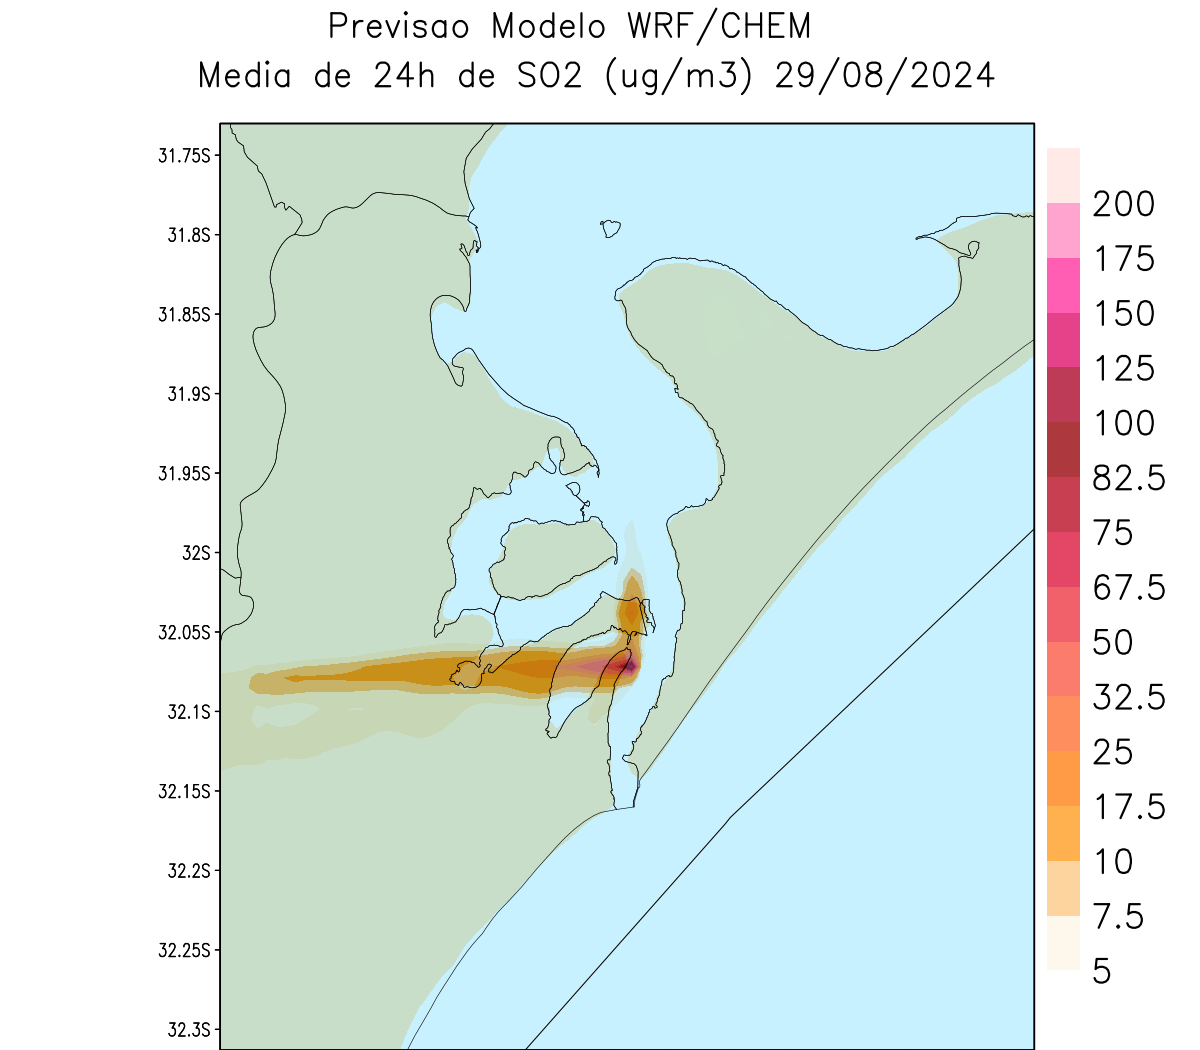 Previsao Modelo WRF/CHEM
Media de 24h de SO2 (ug/m3) 29/08/2024
31.75S
31.8S
31.85S
31.9S
31.95S
32S
32.05S
32.1S
32.15S
32.2S
32.25S
32.3S
200
175
150
125
100
82.5
75
67.5
50
32.5
25
17.5
10
7.5
5